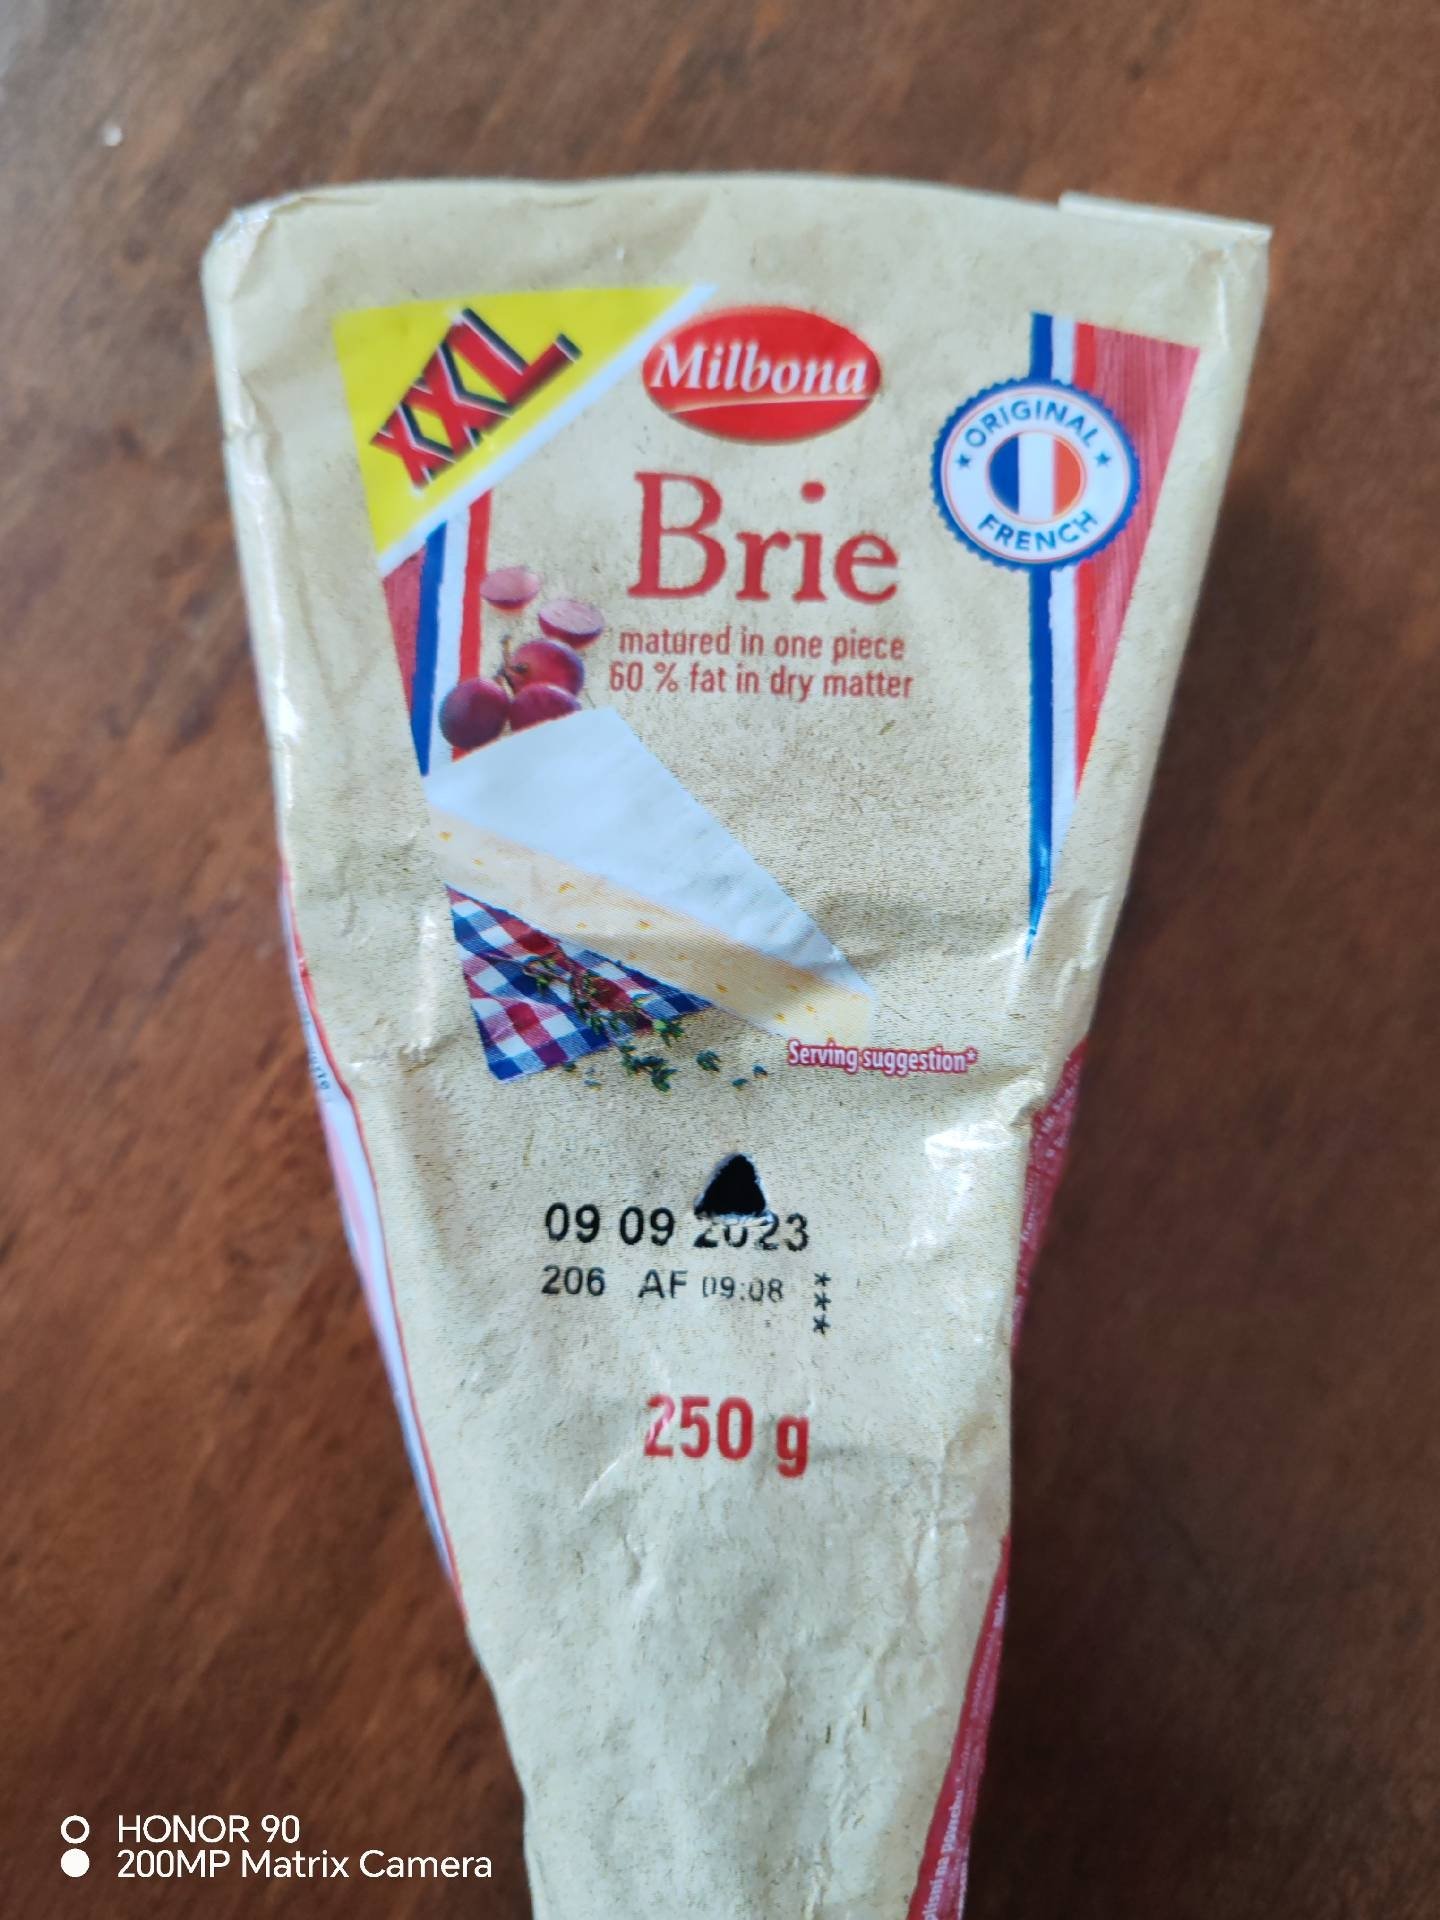 XXL
Milbona
ORIGINAL
FRENCH
Brie
matured in one piece
60 % fat in dry matter
Serving suggestion*
09 09 2023
206 AF 09:08 ***
250 g
HONOR 90
200MP Matrix Camera